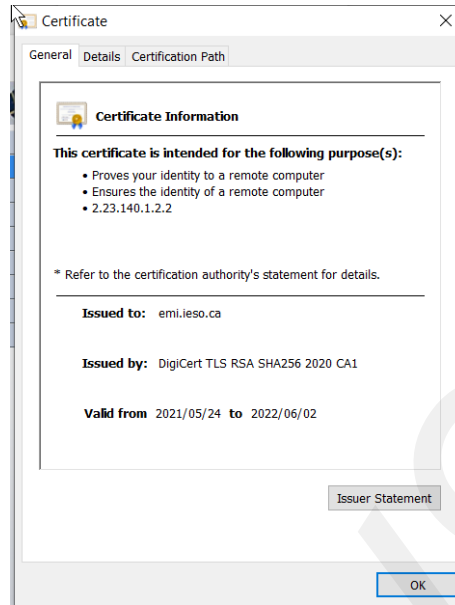 Certificate
General Details Certification Path
Certificate Information
This certificate is intended for the following purpose(s):
• Proves your identity to a remote computer
• Ensures the identity of a remote computer
• 2.23.140.1.2.2
* Refer to the certification authority's statement for details.
Issued to: emi.ieso.ca
Issued by: DigiCert TLS RSA SHA256 2020 CA1
Valid from 2021/05/24 to 2022/06/02
Issuer Statement
OK